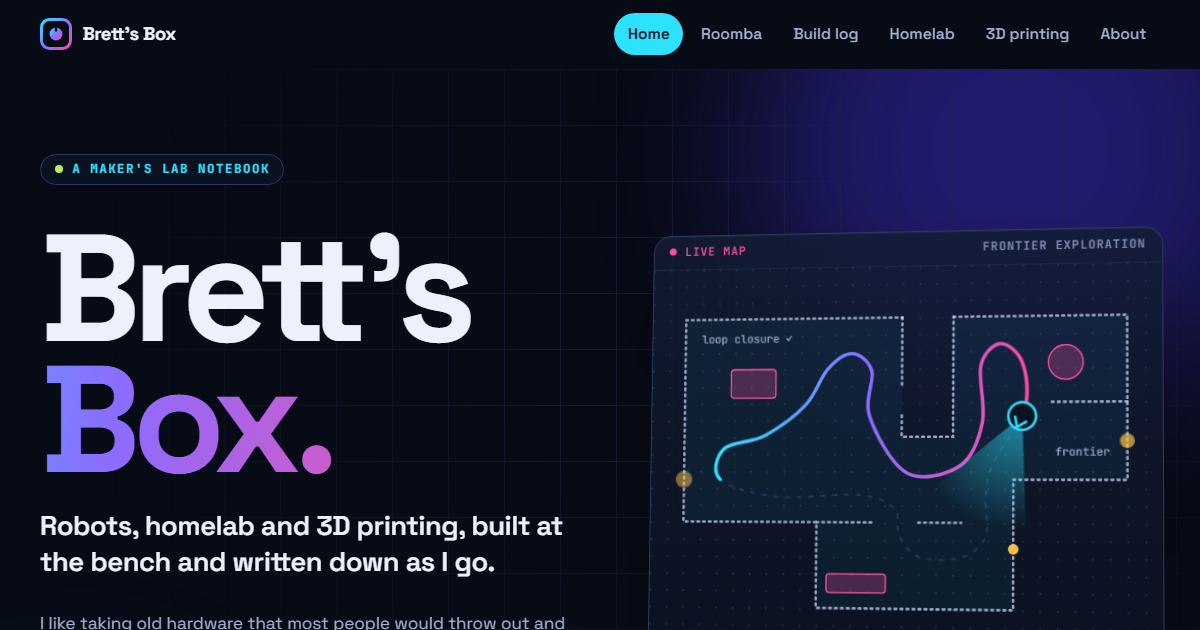 Brett's Box
Home
Roomba
Build log
Homelab
3D printing
About
A MAKER'S LAB NOTEBOOK
Brett's
Box.
Robots, homelab and 3D printing, built at
the bench and written down as I go.
I like taking old hardware that most people would throw out and
LIVE MAP
FRONTIER EXPLORATION
loop closure ✓
frontier